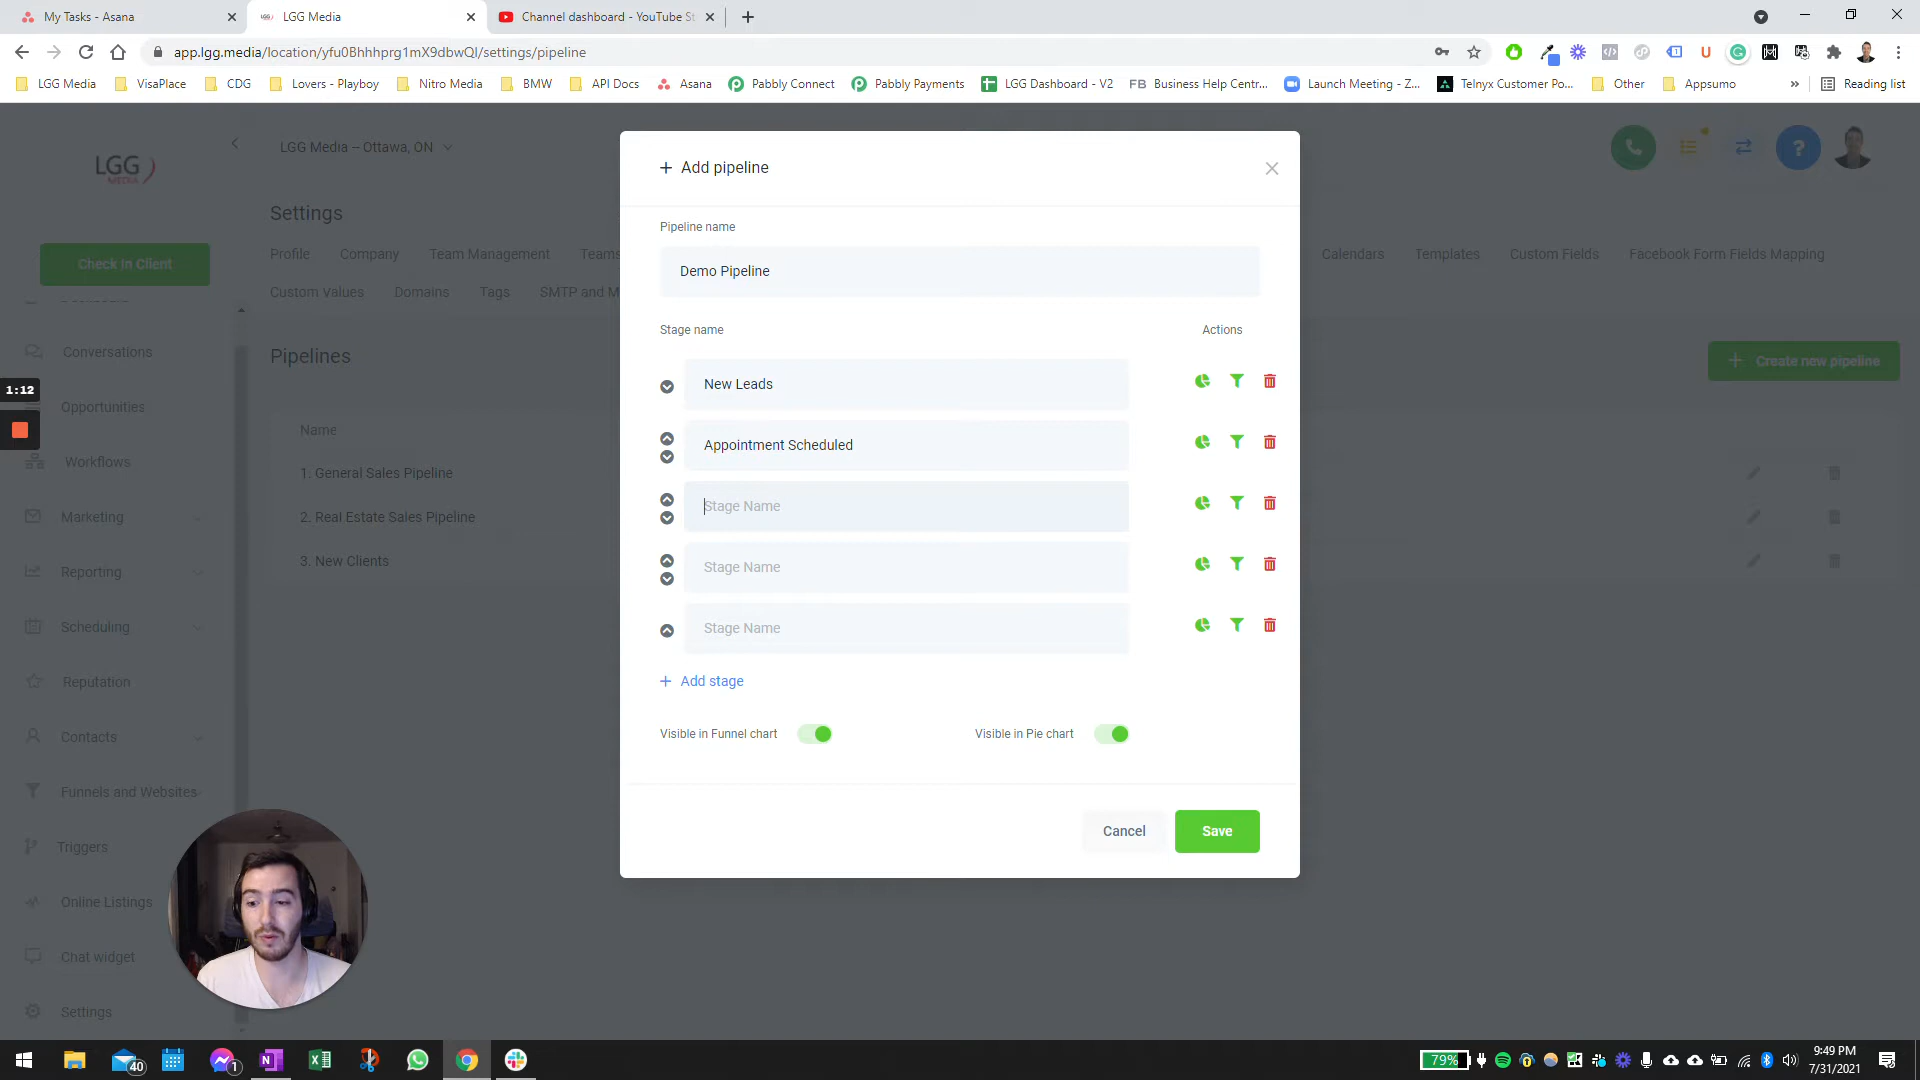 My Tasks - Asana
LGG Media
Channel dashboard - YouTube St
app.lgg.media/location/yfu0Bhhhprg1mX9dbwQl/settings/pipeline
LGG Media
VisaPlace
CDG
Lovers - Playboy
Nitro Media
BMW
API Docs
Asana
Pabbly Connect
Pabbly Payments
LGG Dashboard - V2
FB Business Help Centr...
Launch Meeting - Z...
Telnyx Customer Po...
Other
Appsumo
»
Reading list
LGG
MEDIA
LGG Media -- Ottawa, ON
Settings
Check In Client
Profile
Company
Team Management
Teams
Calendars
Templates
Custom Fields
Facebook Form Fields Mapping
Custom Values
Domains
Tags
SMTP and M
Pipelines
Create new pipeline
Name
1. General Sales Pipeline
2. Real Estate Sales Pipeline
3. New Clients
Conversations
1:12
Opportunities
Workflows
Marketing
Reporting
Scheduling
Reputation
Contacts
Funnels and Websites
Triggers
Online Listings
Chat widget
Settings
+ Add pipeline
Pipeline name
Demo Pipeline
Stage name
Actions
New Leads
Appointment Scheduled
Stage Name
Stage Name
Stage Name
+ Add stage
Visible in Funnel chart
Visible in Pie chart
Cancel
Save
40
1
79%
9:49 PM
7/31/2021